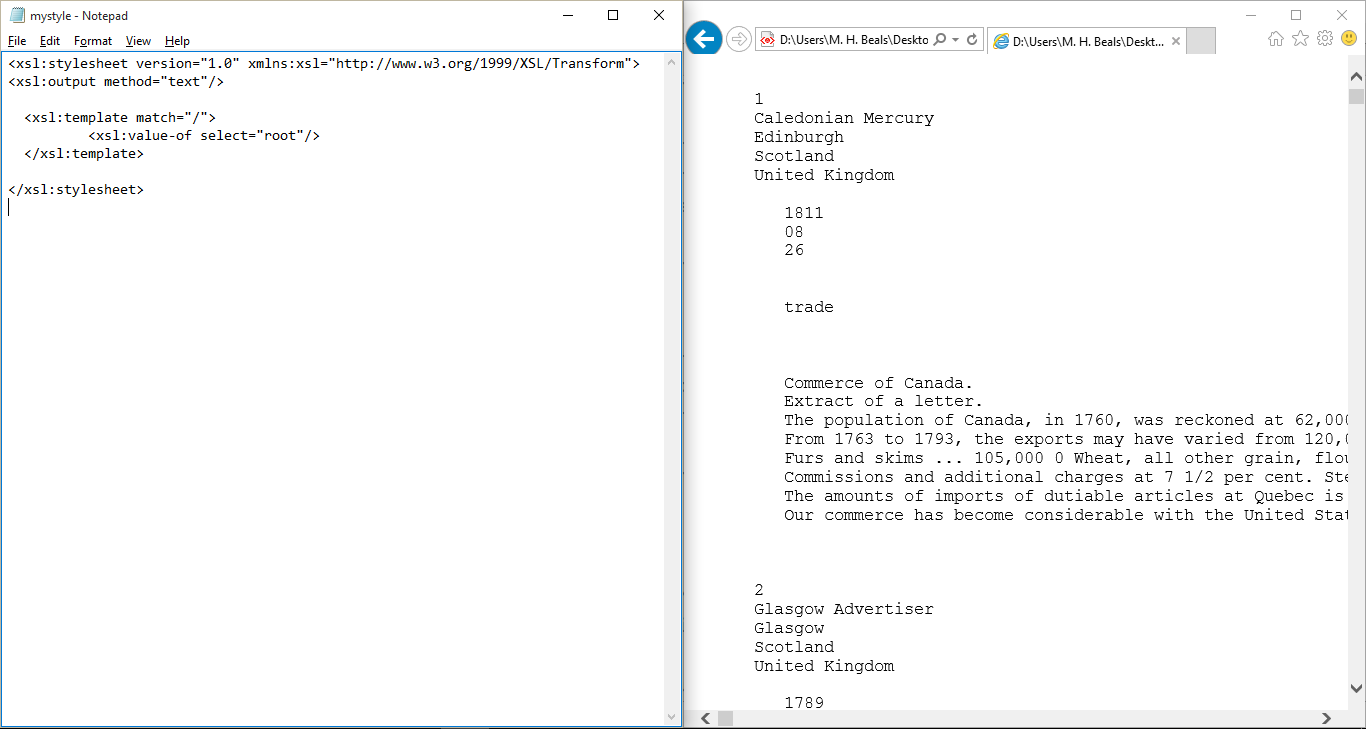 mystyle - Notepad
File Edit Format View Help
<xsl:stylesheet version="1.0" xmlns:xsl="http://www.w3.org/1999/XSL/Transform">
<xsl:output method="text"/>
<xsl:template match="/">
<xsl:value-of select="root"/>
</xsl:template>
</xsl:stylesheet>
D:\Users\M. H. Beals\Deskto
D:\Users\M. H. Beals\Deskt...
1
Caledonian Mercury
Edinburgh
Scotland
United Kingdom
1811
08
26
trade
Commerce of Canada.
Extract of a letter.
The population of Canada, in 1760, was reckoned at 62,000
From 1763 to 1793, the exports may have varied from 120,0
Furs and skims ... 105,000 0 Wheat, all other grain, flou
Commissions and additional charges at 7 1/2 per cent. Ste
The amounts of imports of dutiable articles at Quebec is
Our commerce has become considerable with the United Stat
2
Glasgow Advertiser
Glasgow
Scotland
United Kingdom
1789